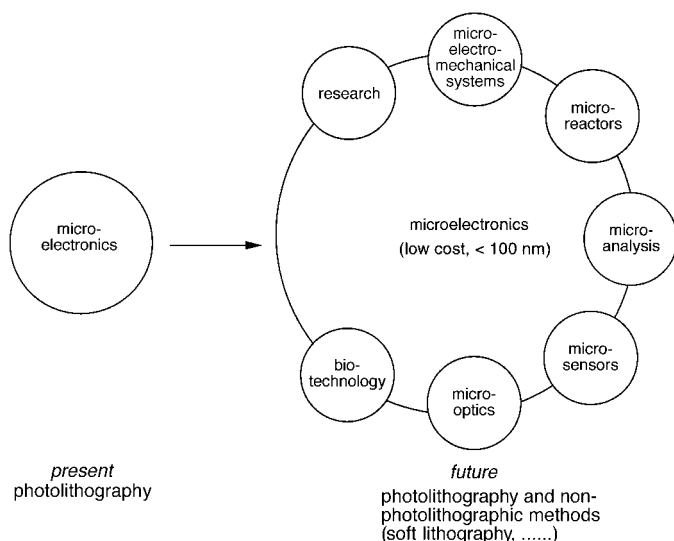 micro-
electronics
research
micro-
electro-
mechanical
systems
micro-
reactors
micro-
analysis
micro-
sensors
micro-
optics
bio-
technology
microelectronics
(low cost, < 100 nm)
present
photolithography
future
photolithography and non-
photolithographic methods
(soft lithography, ......)